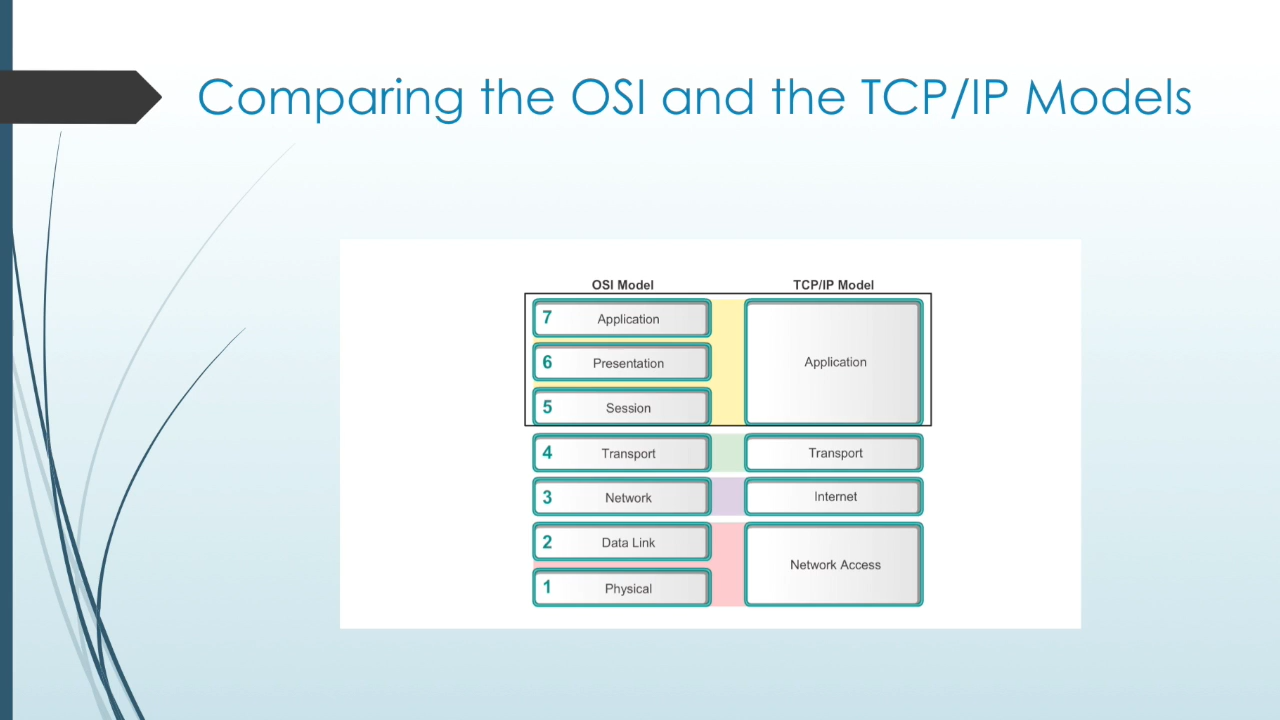 Comparing the OSI and the TCP/IP Models
OSI Model TCP/IP Model
7 Application
6 Presentation
5 Session
Application
4 Transport
Transport
3 Network
Internet
2 Data Link
1 Physical
Network Access